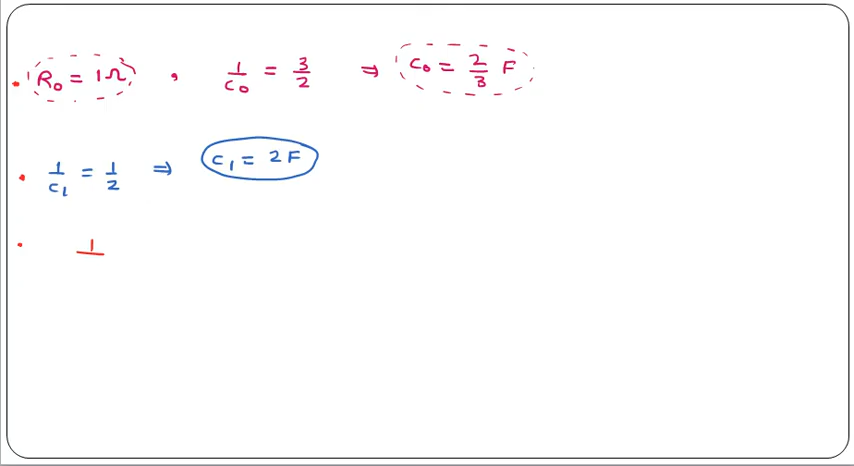 • R₀ = 1Ω , 1/C₀ = 3/2 ⇒ C₀ = 2/3 F
• 1/C₁ = 1/2 ⇒ C₁ = 2F
• 1/